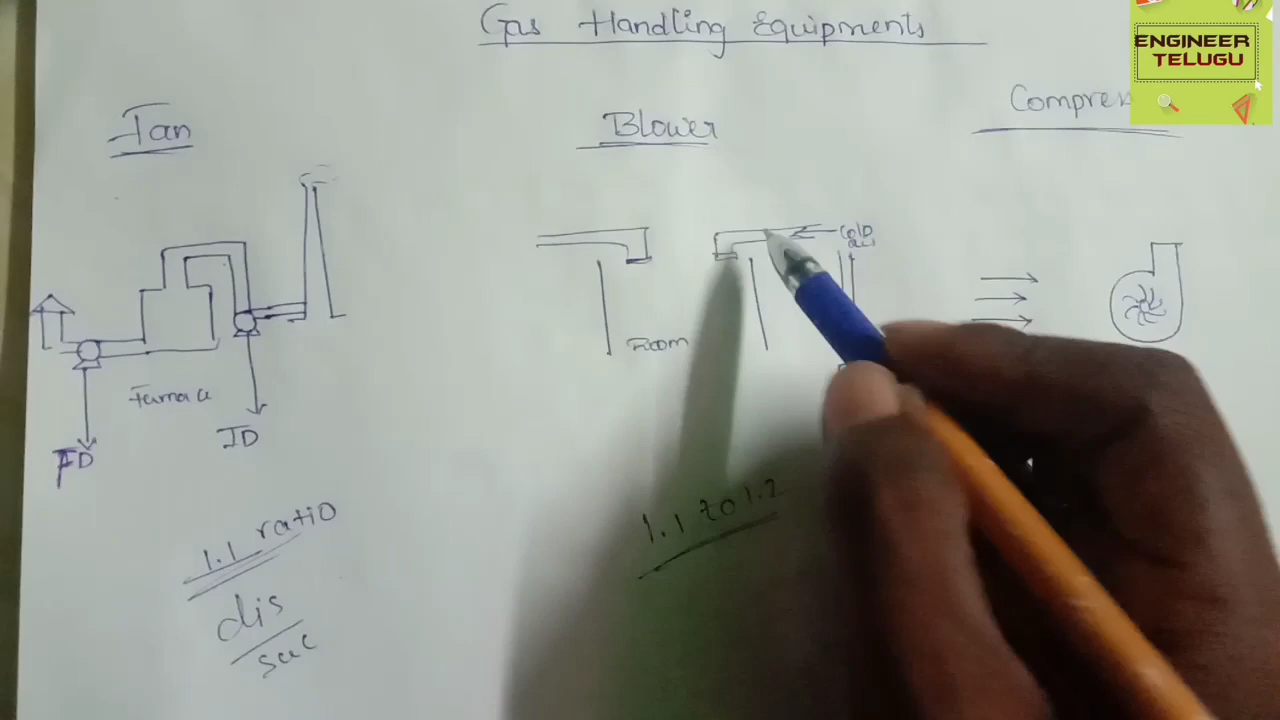 Gas Handling Equipments
ENGINEER
TELUGU
Fan
Blower
Compress
Cold
Room
Furnace
FD
ID
1.1 ratio
dis
suc
1.1 to 1.2